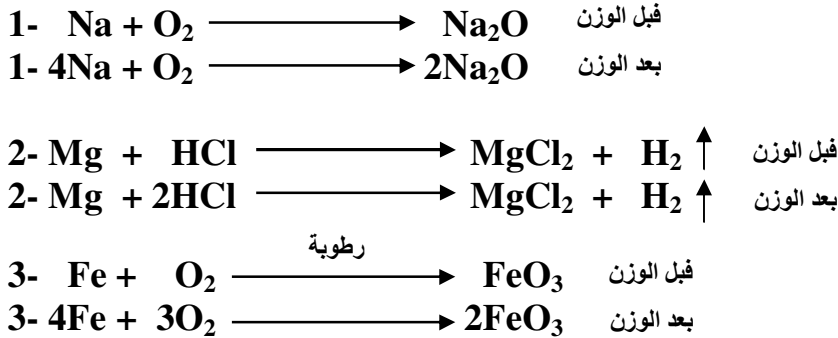 1- Na + O₂ ⟶ Na₂O قبل الوزن
1- 4Na + O₂ ⟶ 2Na₂O بعد الوزن
2- Mg + HCl ⟶ MgCl₂ + H₂ ↑ قبل الوزن
2- Mg + 2HCl ⟶ MgCl₂ + H₂ ↑ بعد الوزن
رطوبة
3- Fe + O₂ ⟶ FeO₃ قبل الوزن
3- 4Fe + 3O₂ ⟶ 2FeO₃ بعد الوزن